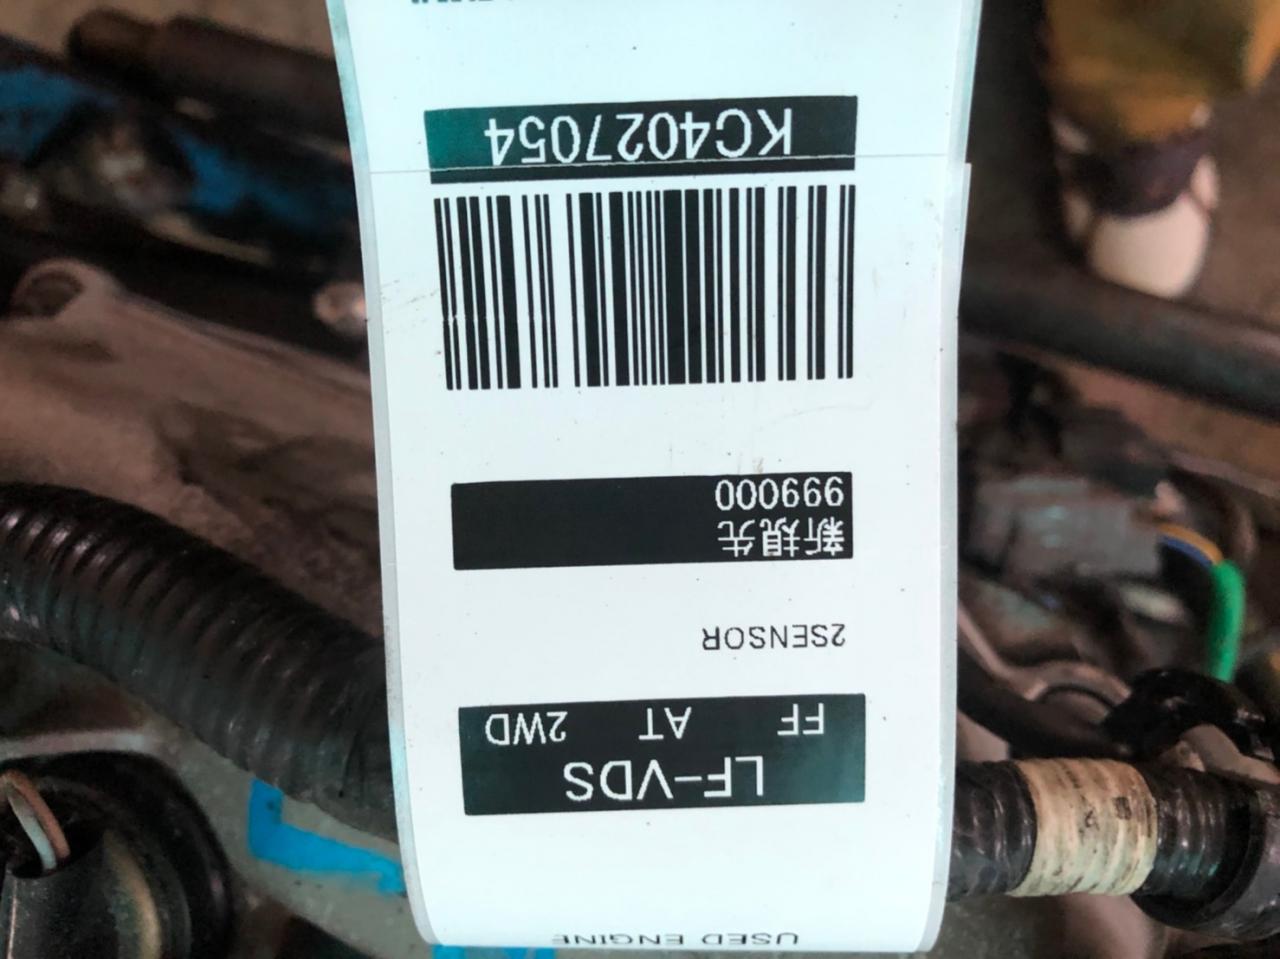 USED ENGINE
LF-VDS
FF AT 2WD
2SENSOR
新規先
999000
KC4027054